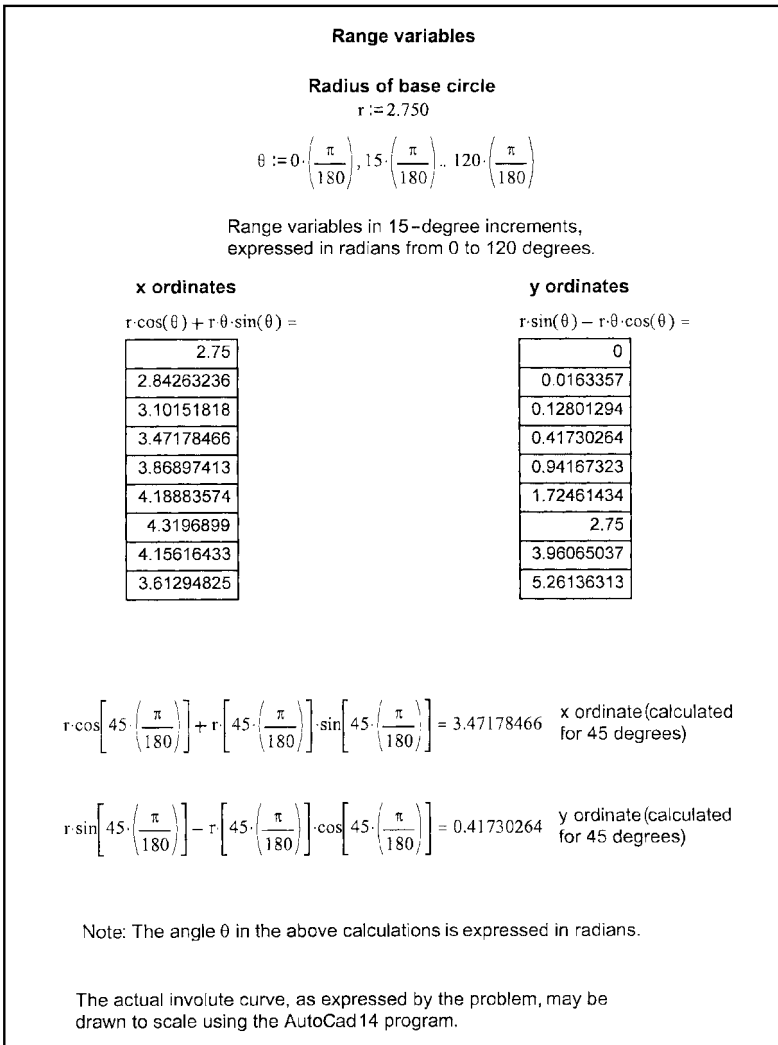 Range variables
Radius of base circle
r := 2.750
θ := 0·(π/180), 15·(π/180) .. 120·(π/180)
Range variables in 15-degree increments,
expressed in radians from 0 to 120 degrees.
x ordinates
r·cos(θ) + r·θ·sin(θ) =
2.75
2.84263236
3.10151818
3.47178466
3.86897413
4.18883574
4.3196899
4.15616433
3.61294825
y ordinates
r·sin(θ) − r·θ·cos(θ) =
0
0.0163357
0.12801294
0.41730264
0.94167323
1.72461434
2.75
3.96065037
5.26136313
r·cos[45·(π/180)] + r·[45·(π/180)]·sin[45·(π/180)] = 3.47178466 x ordinate (calculated
for 45 degrees)
r·sin[45·(π/180)] − r·[45·(π/180)]·cos[45·(π/180)] = 0.41730264 y ordinate (calculated
for 45 degrees)
Note: The angle θ in the above calculations is expressed in radians.
The actual involute curve, as expressed by the problem, may be
drawn to scale using the AutoCad 14 program.